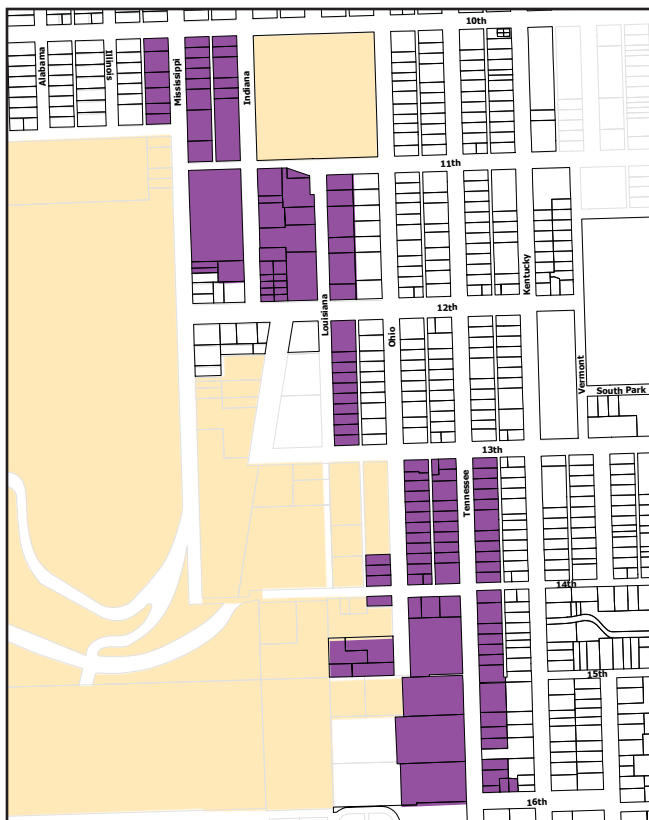 10th
Alabama
Illinois
Mississippi
Indiana
11th
Kentucky
12th
Louisiana
Ohio
Vermont
South Park
13th
Tennessee
14th
15th
16th